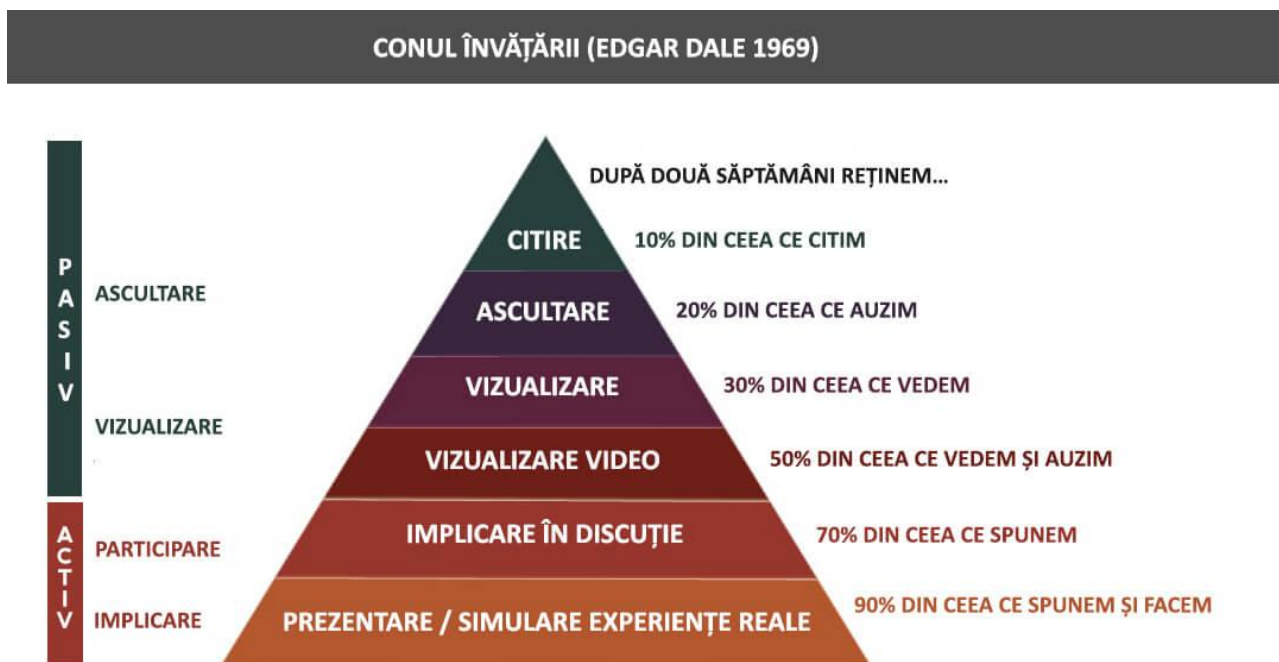 CONUL ÎNVĂȚĂRII (EDGAR DALE 1969)
DUPĂ DOUĂ SĂPTĂMÂNI REȚINEM...
PASIV
ASCULTARE
VIZUALIZARE
ACTIV
PARTICIPARE
IMPLICARE
CITIRE
10% DIN CEEA CE CITIM
ASCULTARE
20% DIN CEEA CE AUZIM
VIZUALIZARE
30% DIN CEEA CE VEDEM
VIZUALIZARE VIDEO
50% DIN CEEA CE VEDEM ȘI AUZIM
IMPLICARE ÎN DISCUȚIE
70% DIN CEEA CE SPUNEM
PREZENTARE / SIMULARE EXPERIENȚE REALE
90% DIN CEEA CE SPUNEM ȘI FACEM